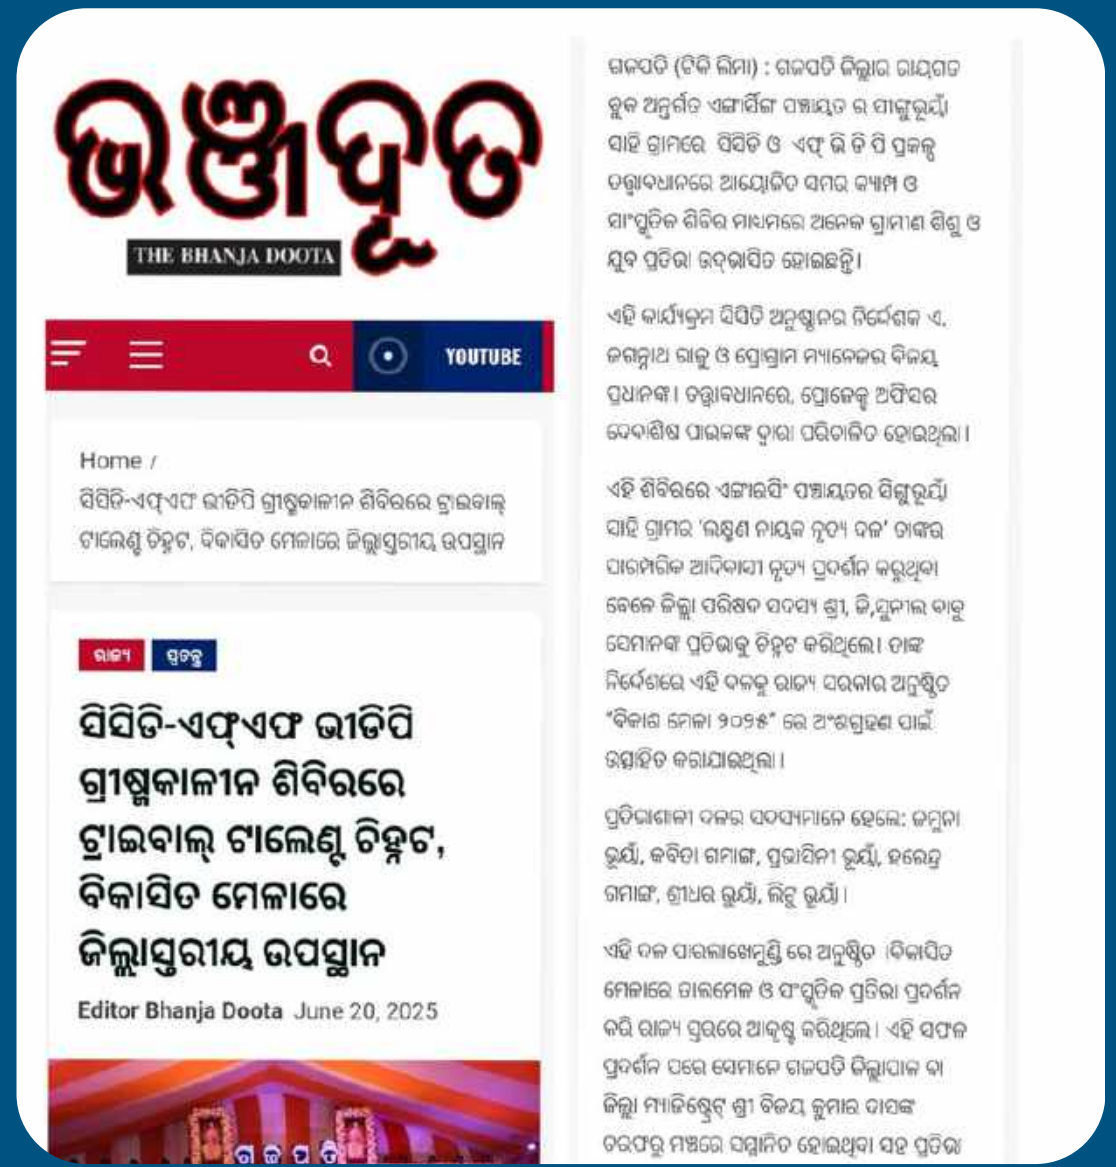 ଭଞ୍ଜଦୂତ
THE BHANJA DOOTA
YOUTUBE
Home /
ସିସିଡି-ଏଫ୍ଏଫ ଭୀଡିପି ଗ୍ରୀଷ୍ମକାଳୀନ ଶିବିରରେ ଟ୍ରାଇବାଲ୍
ଟାଲେଣ୍ଟ ଚିହ୍ନଟ, ବିକାସିତ ମେଳାରେ ଜିଲ୍ଲାସ୍ତରୀୟ ଉପସ୍ଥାନ
ରାଜ୍ୟ ସ୍ୱତନ୍ତ୍ର
ସିସିଡି-ଏଫ୍ଏଫ ଭୀଡିପି
ଗ୍ରୀଷ୍ମକାଳୀନ ଶିବିରରେ
ଟ୍ରାଇବାଲ୍ ଟାଲେଣ୍ଟ ଚିହ୍ନଟ,
ବିକାସିତ ମେଳାରେ
ଜିଲ୍ଲାସ୍ତରୀୟ ଉପସ୍ଥାନ
Editor Bhanja Doota June 20, 2025
ଗଜପତି
ଗଜପତି (ଟିକି ଲିମା) : ଗଜପତି ଜିଲ୍ଲାର ରାୟଗଡ
ବ୍ଲକ ଅନ୍ତର୍ଗତ ଏଙ୍ଗାର୍ସିଙ୍ଗ ପଞ୍ଚାୟତ ର ସୀଙ୍ଗୁଭୂୟାଁ
ସାହି ଗ୍ରାମରେ ସିସିଡି ଓ ଏଫ୍ ଭି ଡି ପି ପ୍ରକଳ୍ପ
ତତ୍ତ୍ୱାବଧାନରେ ଆୟୋଜିତ ସମର କ୍ୟାମ୍ପ ଓ
ସାଂସ୍କୃତିକ ଶିବିର ମାଧ୍ୟମରେ ଅନେକ ଗ୍ରାମୀଣ ଶିଶୁ ଓ
ଯୁବ ପ୍ରତିଭା ଉଦ୍‌ଭାସିତ ହୋଇଛନ୍ତି।
ଏହି କାର୍ଯ୍ୟକ୍ରମ ସିସିଡି ଅନୁଷ୍ଠାନର ନିର୍ଦ୍ଦେଶକ ଏ.
ଜଗନ୍ନାଥ ରାଜୁ ଓ ପ୍ରୋଗ୍ରାମ ମ୍ୟାନେଜର ବିଜୟ
ପ୍ରଧାନଙ୍କ। ତତ୍ତ୍ୱାବଧାନରେ, ପ୍ରୋଜେକ୍ଟ ଅଫିସର
ଦେବାଶିଷ ପାଇକଙ୍କ ଦ୍ୱାରା ପରିଚାଳିତ ହୋଇଥିଲା।
ଏହି ଶିବିରରେ ଏଙ୍ଗାରସିଂ ପଞ୍ଚାୟତର ସିଙ୍ଗୁଭୂୟାଁ
ସାହି ଗ୍ରାମର 'ଲକ୍ଷ୍ମଣ ନାୟକ ନୃତ୍ୟ ଦଳ' ତାଙ୍କର
ପାରମ୍ପରିକ ଆଦିବାସୀ ନୃତ୍ୟ ପ୍ରଦର୍ଶନ କରୁଥିବା
ବେଳେ ଜିଲ୍ଲା ପରିଷଦ ସଦସ୍ୟ ଶ୍ରୀ, ଜି,ସୁନୀଲ ବାବୁ
ସେମାନଙ୍କ ପ୍ରତିଭାକୁ ଚିହ୍ନଟ କରିଥିଲେ। ତାଙ୍କ
ନିର୍ଦ୍ଦେଶରେ ଏହି ଦଳକୁ ରାଜ୍ୟ ସରକାର ଅନୁଷ୍ଠିତ
"ବିକାଶ ମେଳା ୨୦୨୫" ରେ ଅଂଶଗ୍ରହଣ ପାଇଁ
ଉତ୍ସାହିତ କରାଯାଇଥିଲା।
ପ୍ରତିଭାଶାଳୀ ଦଳର ସଦସ୍ୟମାନେ ହେଲେ: ଜମୁନା
ଭୂୟାଁ, କବିତା ଗମାଙ୍ଗ, ପ୍ରଭାସିନୀ ଭୂୟାଁ, ହରେନ୍ଦ୍ର
ଗମାଙ୍ଗ, ଶ୍ରୀଧର ଭୂୟାଁ, ଲିଟୁ ଭୂୟାଁ।
ଏହି ଦଳ ପାରଳାଖେମୁଣ୍ଡି ରେ ଅନୁଷ୍ଠିତ ।ବିକାସିତ
ମେଳାରେ ତାଳମେଳ ଓ ସଂସ୍କୃତିକ ପ୍ରତିଭା ପ୍ରଦର୍ଶନ
କରି ରାଜ୍ୟ ସ୍ତରରେ ଆକୃଷ୍ଟ କରିଥିଲେ। ଏହି ସଫଳ
ପ୍ରଦର୍ଶନ ପରେ ସେମାନେ ଗଜପତି ଜିଲ୍ଲାପାଳ ବା
ଜିଲ୍ଲା ମ୍ୟାଜିଷ୍ଟ୍ରେଟ୍ ଶ୍ରୀ ବିଜୟ କୁମାର ଦାସଙ୍କ
ତରଫରୁ ମଞ୍ଚରେ ସମ୍ମାନିତ ହୋଇଥିବା ସହ ପ୍ରତିଭା